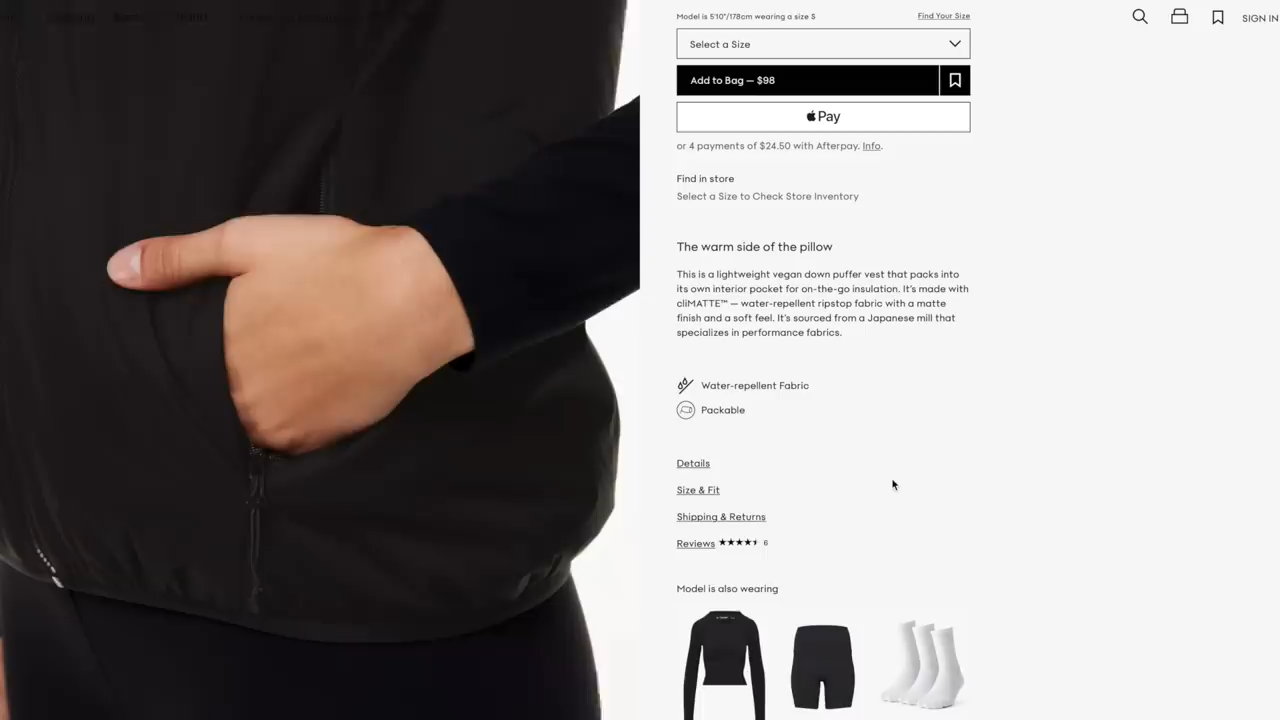 Model is 5'10"/178cm wearing a size S
Find Your Size
SIGN IN
Select a Size
Add to Bag — $98
Pay
or 4 payments of $24.50 with Afterpay. Info.
Find in store
Select a Size to Check Store Inventory
The warm side of the pillow
This is a lightweight vegan down puffer vest that packs into
its own interior pocket for on-the-go insulation. It's made with
cliMATTE™ — water-repellent ripstop fabric with a matte
finish and a soft feel. It's sourced from a Japanese mill that
specializes in performance fabrics.
Water-repellent Fabric
Packable
Details
Size & Fit
Shipping & Returns
Reviews ★★★★⯨ 6
Model is also wearing